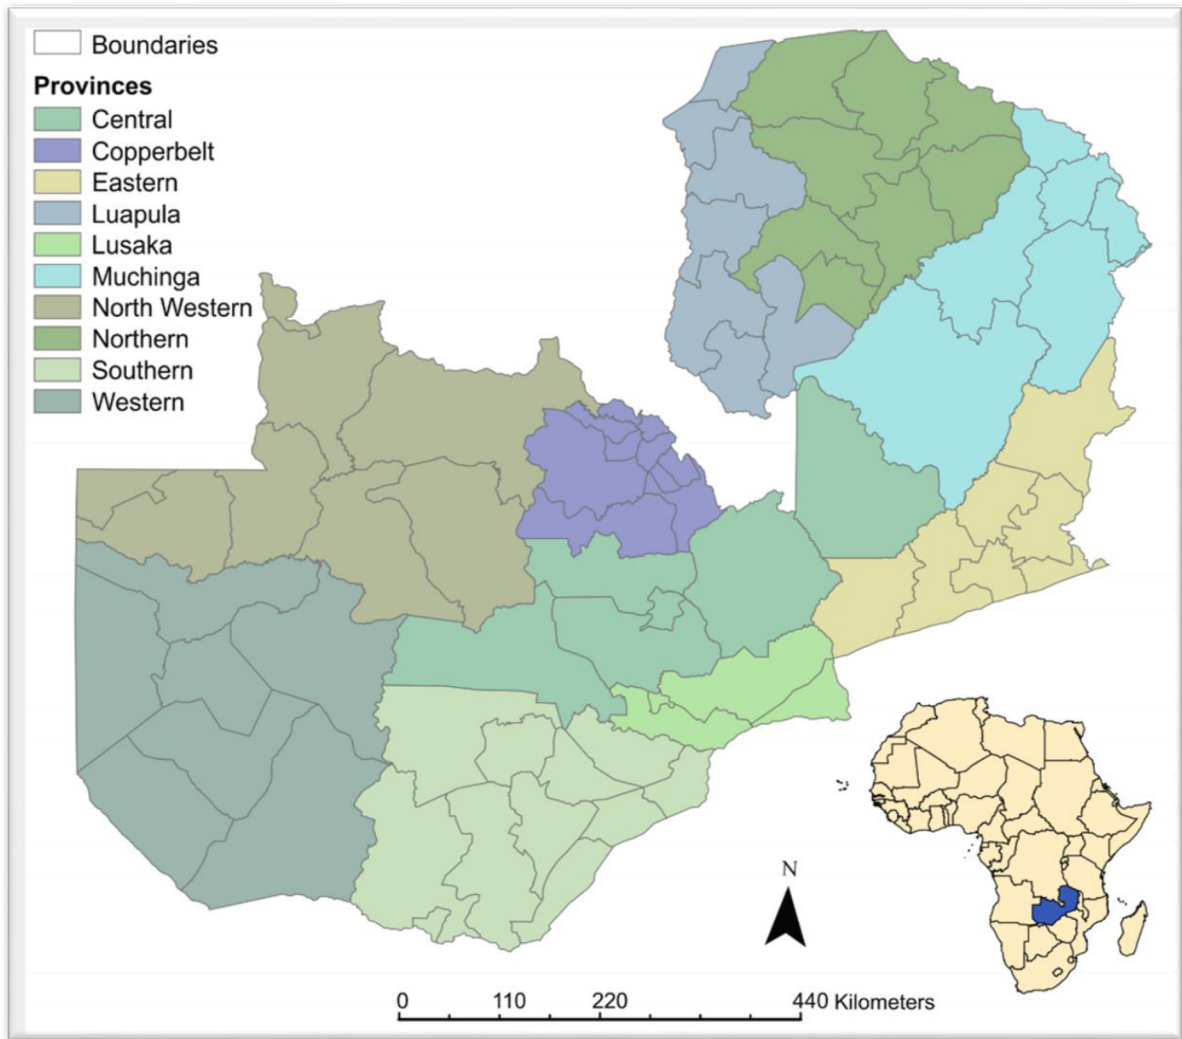 Boundaries
Provinces
Central
Copperbelt
Eastern
Luapula
Lusaka
Muchinga
North Western
Northern
Southern
Western
N
0 110 220 440 Kilometers